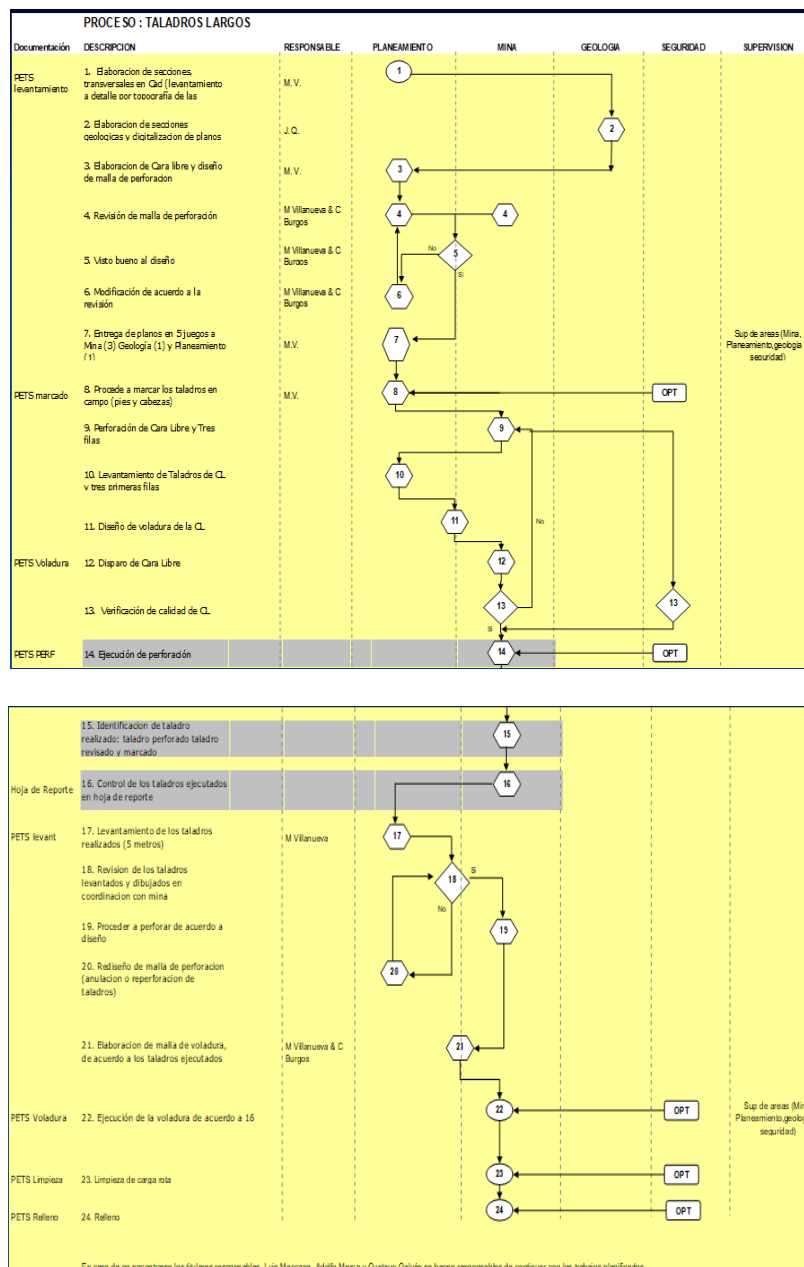 PROCESO : TALADROS LARGOS
Documentación DESCRIPCION RESPONSABLE PLANEAMIENTO MINA GEOLOGIA SEGURIDAD SUPERVISION
PETS
levantamiento
1. Elaboracion de secciones,
transversales en Cad (levantamiento
a detalle por topografía de las
M.V.
1
2. Elaboracion de secciones
geologicas y digitalizacion de planos
J.Q.
2
3. Elaboracion de Cara libre y diseño
de malla de perforacion
M.V.
3
4. Revisión de malla de perforación
M Villanueva & C
Burgos
4
4
5. Visto bueno al diseño
M Villanueva & C
Burgos
No
5
Si
6. Modificación de acuerdo a la
revisión
M Villanueva & C
Burgos
6
7. Entrega de planos en 5 juegos a
Mina (3) Geología (1) y Planeamiento
(1)
M.V.
7
Sup de areas (Mina,
Planeamiento,geologia
seguridad)
PETS marcado
8. Procede a marcar los taladros en
campo (pies y cabezas)
M.V.
8
OPT
9. Perforación de Cara Libre y Tres
filas
9
10. Levantamiento de Taladros de CL
y tres primeras filas
10
11. Diseño de voladura de la CL
11
No
PETS Voladura
12. Disparo de Cara Libre
12
13. Verificación de calidad de CL
13
13
Si
PETS PERF
14. Ejecución de perforación
14
OPT
15. Identificacion de taladro
realizado: taladro perforado taladro
revisado y marcado
15
Hoja de Reporte
16. Control de los taladros ejecutados
en hoja de reporte
16
PETS levant
17. Levantamiento de los taladros
realizados (5 metros)
M Villanueva
17
18. Revision de los taladros
levantados y dibujados en
coordinacion con mina
18
Si
No
19. Proceder a perforar de acuerdo a
diseño
19
20. Rediseño de malla de perforacion
(anulacion o reperforacion de
taladros)
20
21. Elaboracion de malla de voladura,
de acuerdo a los taladros ejecutados
M Villanueva & C
Burgos
21
PETS Voladura
22. Ejecución de la voladura de acuerdo a 16
22
OPT
Sup de areas (Min
Planeamiento,geolog
seguridad)
PETS Limpieza
23. Limpieza de carga rota
23
OPT
PETS Relleno
24. Relleno
24
OPT